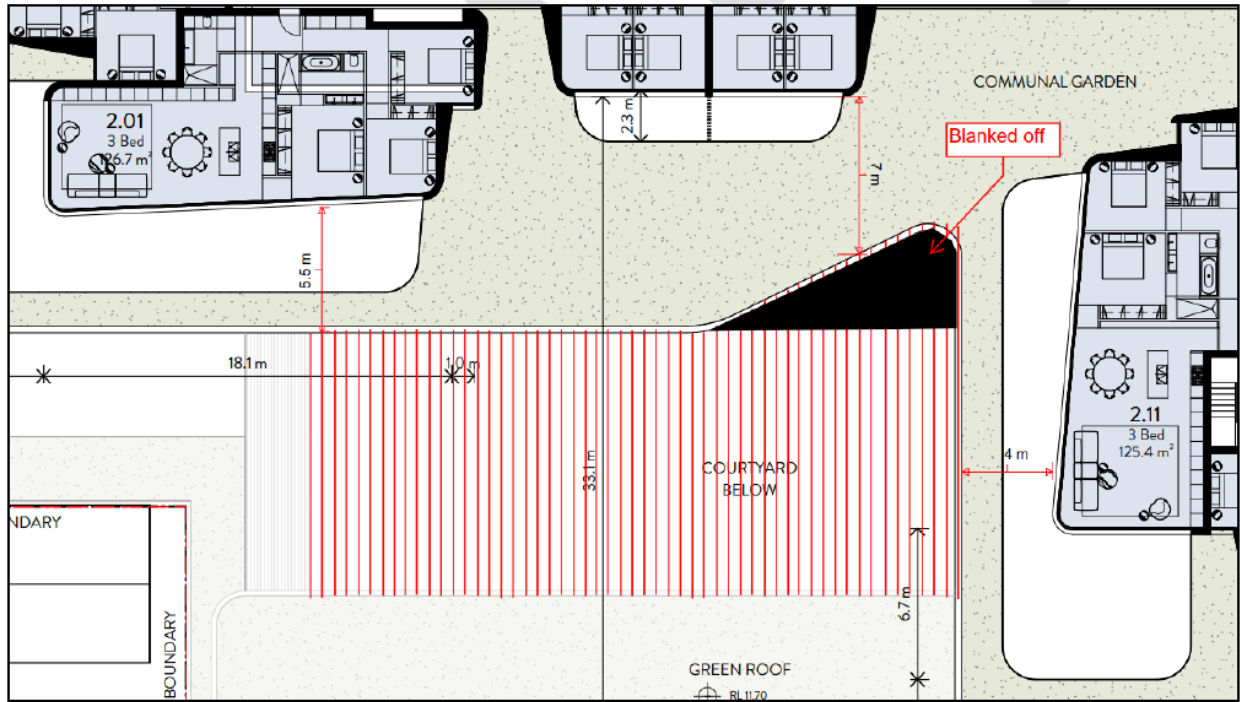 COMMUNAL GARDEN
2.01
3 Bed
126.7 m²
2.3 m
Blanked off
7 m
5.5 m
18.1 m
1.0 m
33.1 m
COURTYARD
BELOW
4 m
2.11
3 Bed
125.4 m²
NDARY
BOUNDARY
6.7 m
GREEN ROOF
RL 11.70